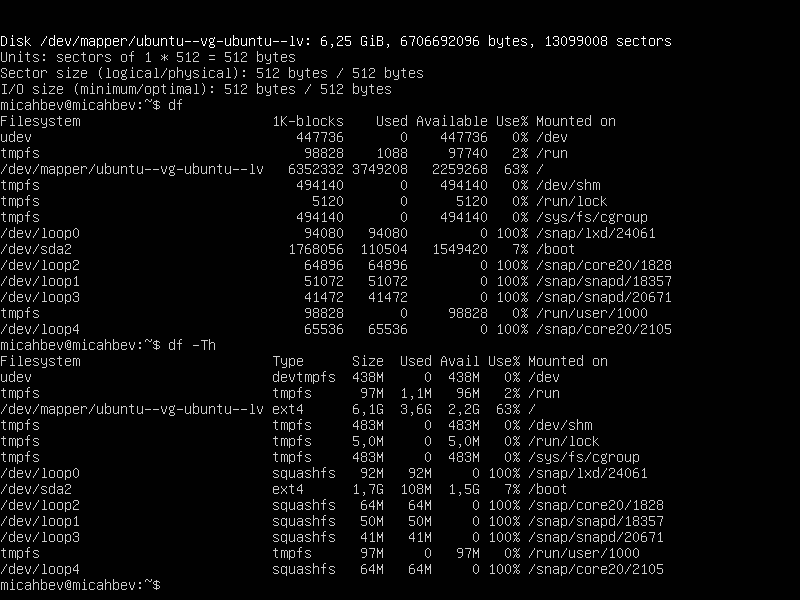 Disk /dev/mapper/ubuntu--vg-ubuntu--lv: 6,25 GiB, 6706692096 bytes, 13099008 sectors
Units: sectors of 1 * 512 = 512 bytes
Sector size (logical/physical): 512 bytes / 512 bytes
I/O size (minimum/optimal): 512 bytes / 512 bytes
micahbev@micahbev:~$ df
Filesystem                        1K-blocks    Used Available Use% Mounted on
udev                                 447736       0    447736   0% /dev
tmpfs                                 98828    1088     97740   2% /run
/dev/mapper/ubuntu--vg-ubuntu--lv   6352332 3749208   2259268  63% /
tmpfs                                494140       0    494140   0% /dev/shm
tmpfs                                  5120       0      5120   0% /run/lock
tmpfs                                494140       0    494140   0% /sys/fs/cgroup
/dev/loop0                            94080   94080         0 100% /snap/lxd/24061
/dev/sda2                           1768056  110504   1549420   7% /boot
/dev/loop2                            64896   64896         0 100% /snap/core20/1828
/dev/loop1                            51072   51072         0 100% /snap/snapd/18357
/dev/loop3                            41472   41472         0 100% /snap/snapd/20671
tmpfs                                 98828       0     98828   0% /run/user/1000
/dev/loop4                            65536   65536         0 100% /snap/core20/2105
micahbev@micahbev:~$ df -Th
Filesystem                        Type      Size  Used Avail Use% Mounted on
udev                              devtmpfs  438M     0  438M   0% /dev
tmpfs                             tmpfs      97M  1,1M   96M   2% /run
/dev/mapper/ubuntu--vg-ubuntu--lv ext4      6,1G  3,6G  2,2G  63% /
tmpfs                             tmpfs     483M     0  483M   0% /dev/shm
tmpfs                             tmpfs     5,0M     0  5,0M   0% /run/lock
tmpfs                             tmpfs     483M     0  483M   0% /sys/fs/cgroup
/dev/loop0                        squashfs   92M   92M     0 100% /snap/lxd/24061
/dev/sda2                         ext4      1,7G  108M  1,5G   7% /boot
/dev/loop2                        squashfs   64M   64M     0 100% /snap/core20/1828
/dev/loop1                        squashfs   50M   50M     0 100% /snap/snapd/18357
/dev/loop3                        squashfs   41M   41M     0 100% /snap/snapd/20671
tmpfs                             tmpfs      97M     0   97M   0% /run/user/1000
/dev/loop4                        squashfs   64M   64M     0 100% /snap/core20/2105
micahbev@micahbev:~$